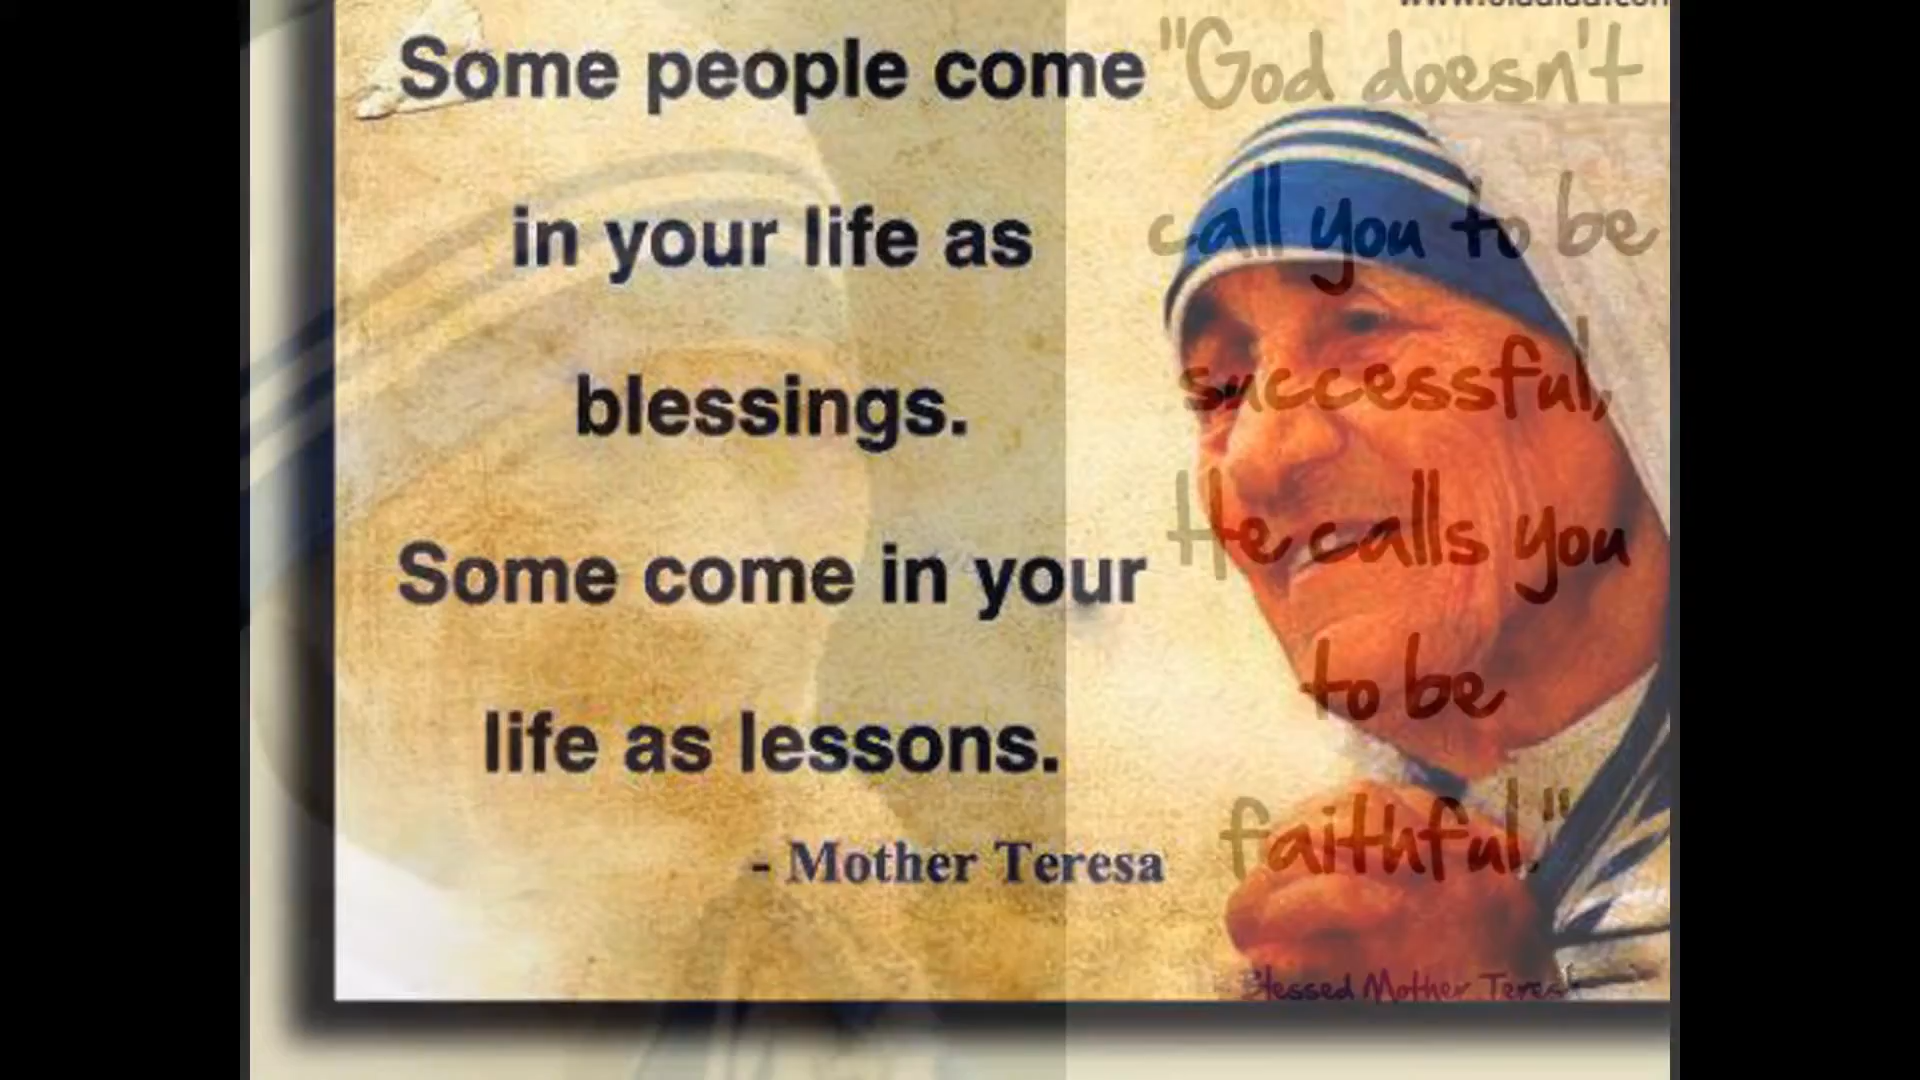 Some people come
in your life as
blessings.
Some come in your
life as lessons.
- Mother Teresa
"God doesn't
call you to be
successful,
He calls you
to be
faithful."
Blessed Mother Teresa